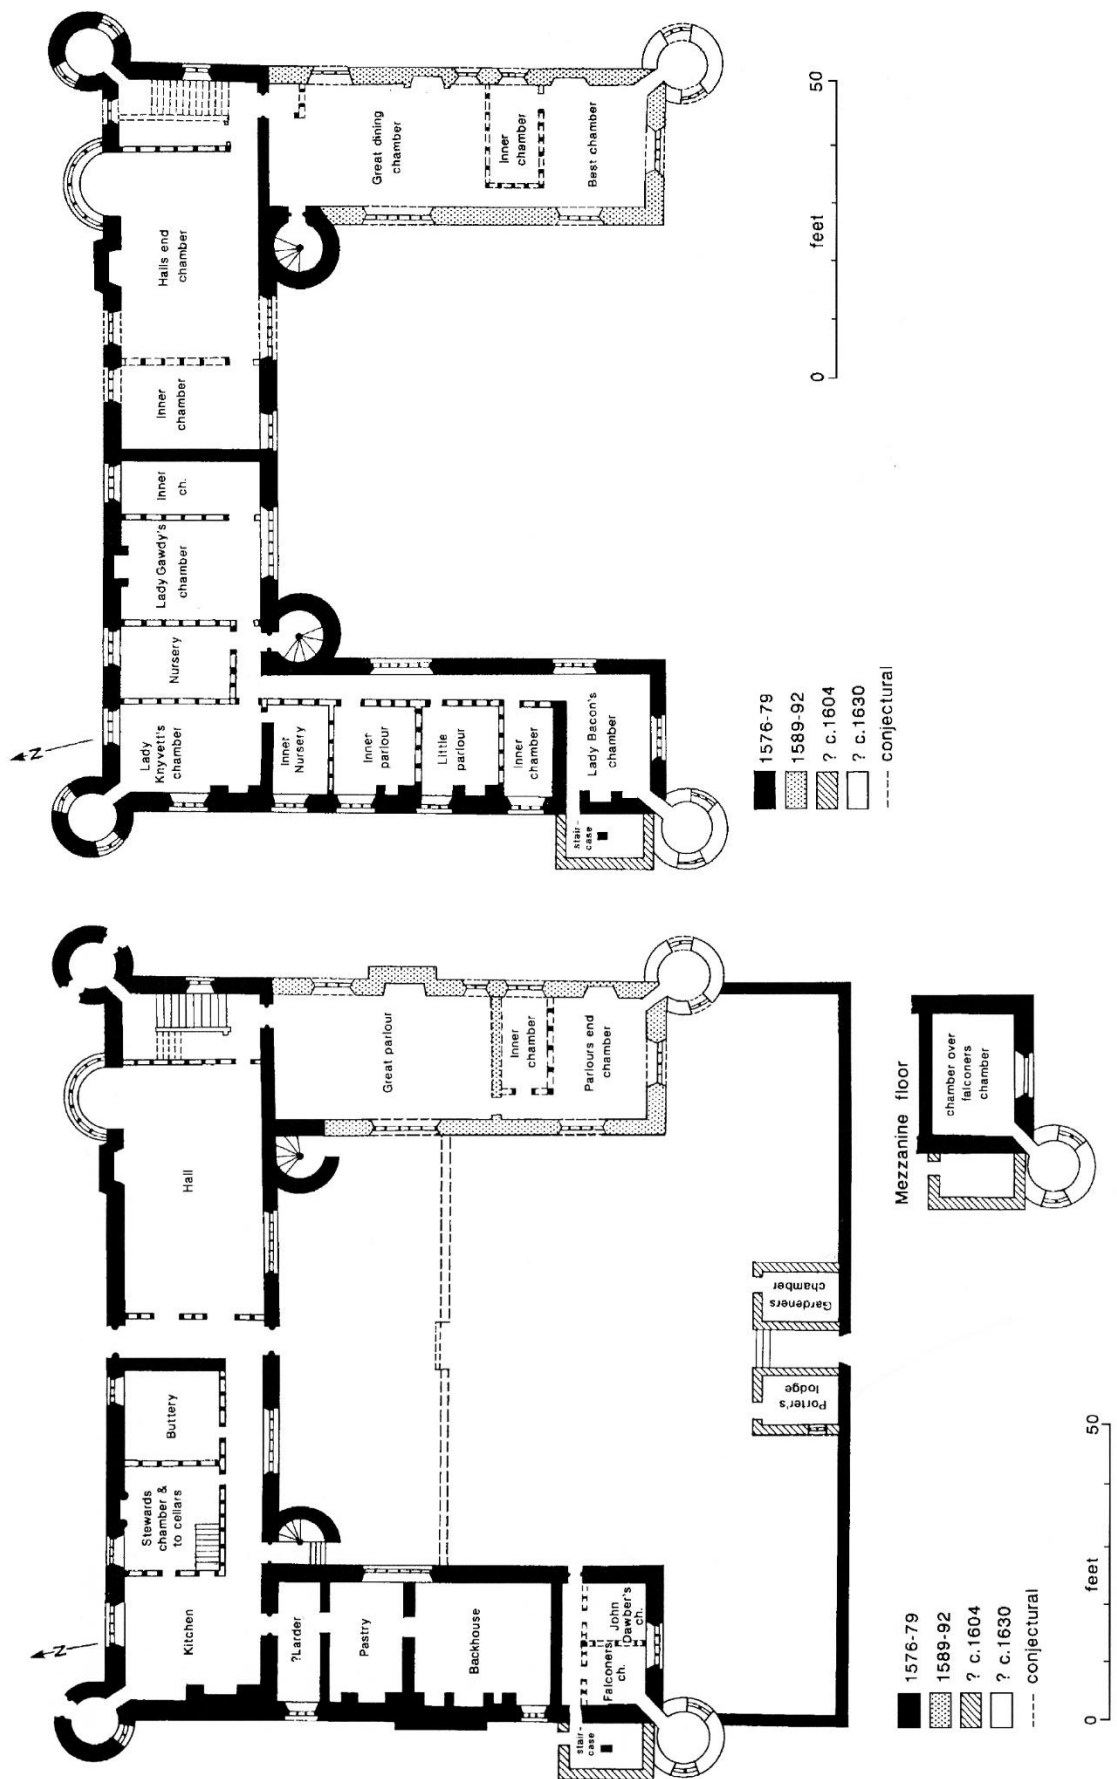 N
Lady
Knyvett's
chamber
Nursery
Lady Gawdy's
chamber
Inner
ch.
Inner
chamber
Halls end
chamber
Inner
Nursery
Inner
parlour
Little
parlour
Inner
chamber
Lady Bacon's
chamber
stair-
case
Great dining
chamber
Inner
chamber
Best chamber
1576-79
1589-92
? c.1604
? c.1630
conjectural
0
feet
50
N
Kitchen
Stewards
chamber &
to cellars
Buttery
Hall
?Larder
Pastry
Backhouse
Falconers
ch.
John
Dawber's
ch.
stair-
case
Great parlour
Inner
chamber
Parlours end
chamber
Porter's
lodge
Gardeners
chamber
Mezzanine floor
chamber over
falconers
chamber
1576-79
1589-92
? c.1604
? c.1630
conjectural
0
feet
50